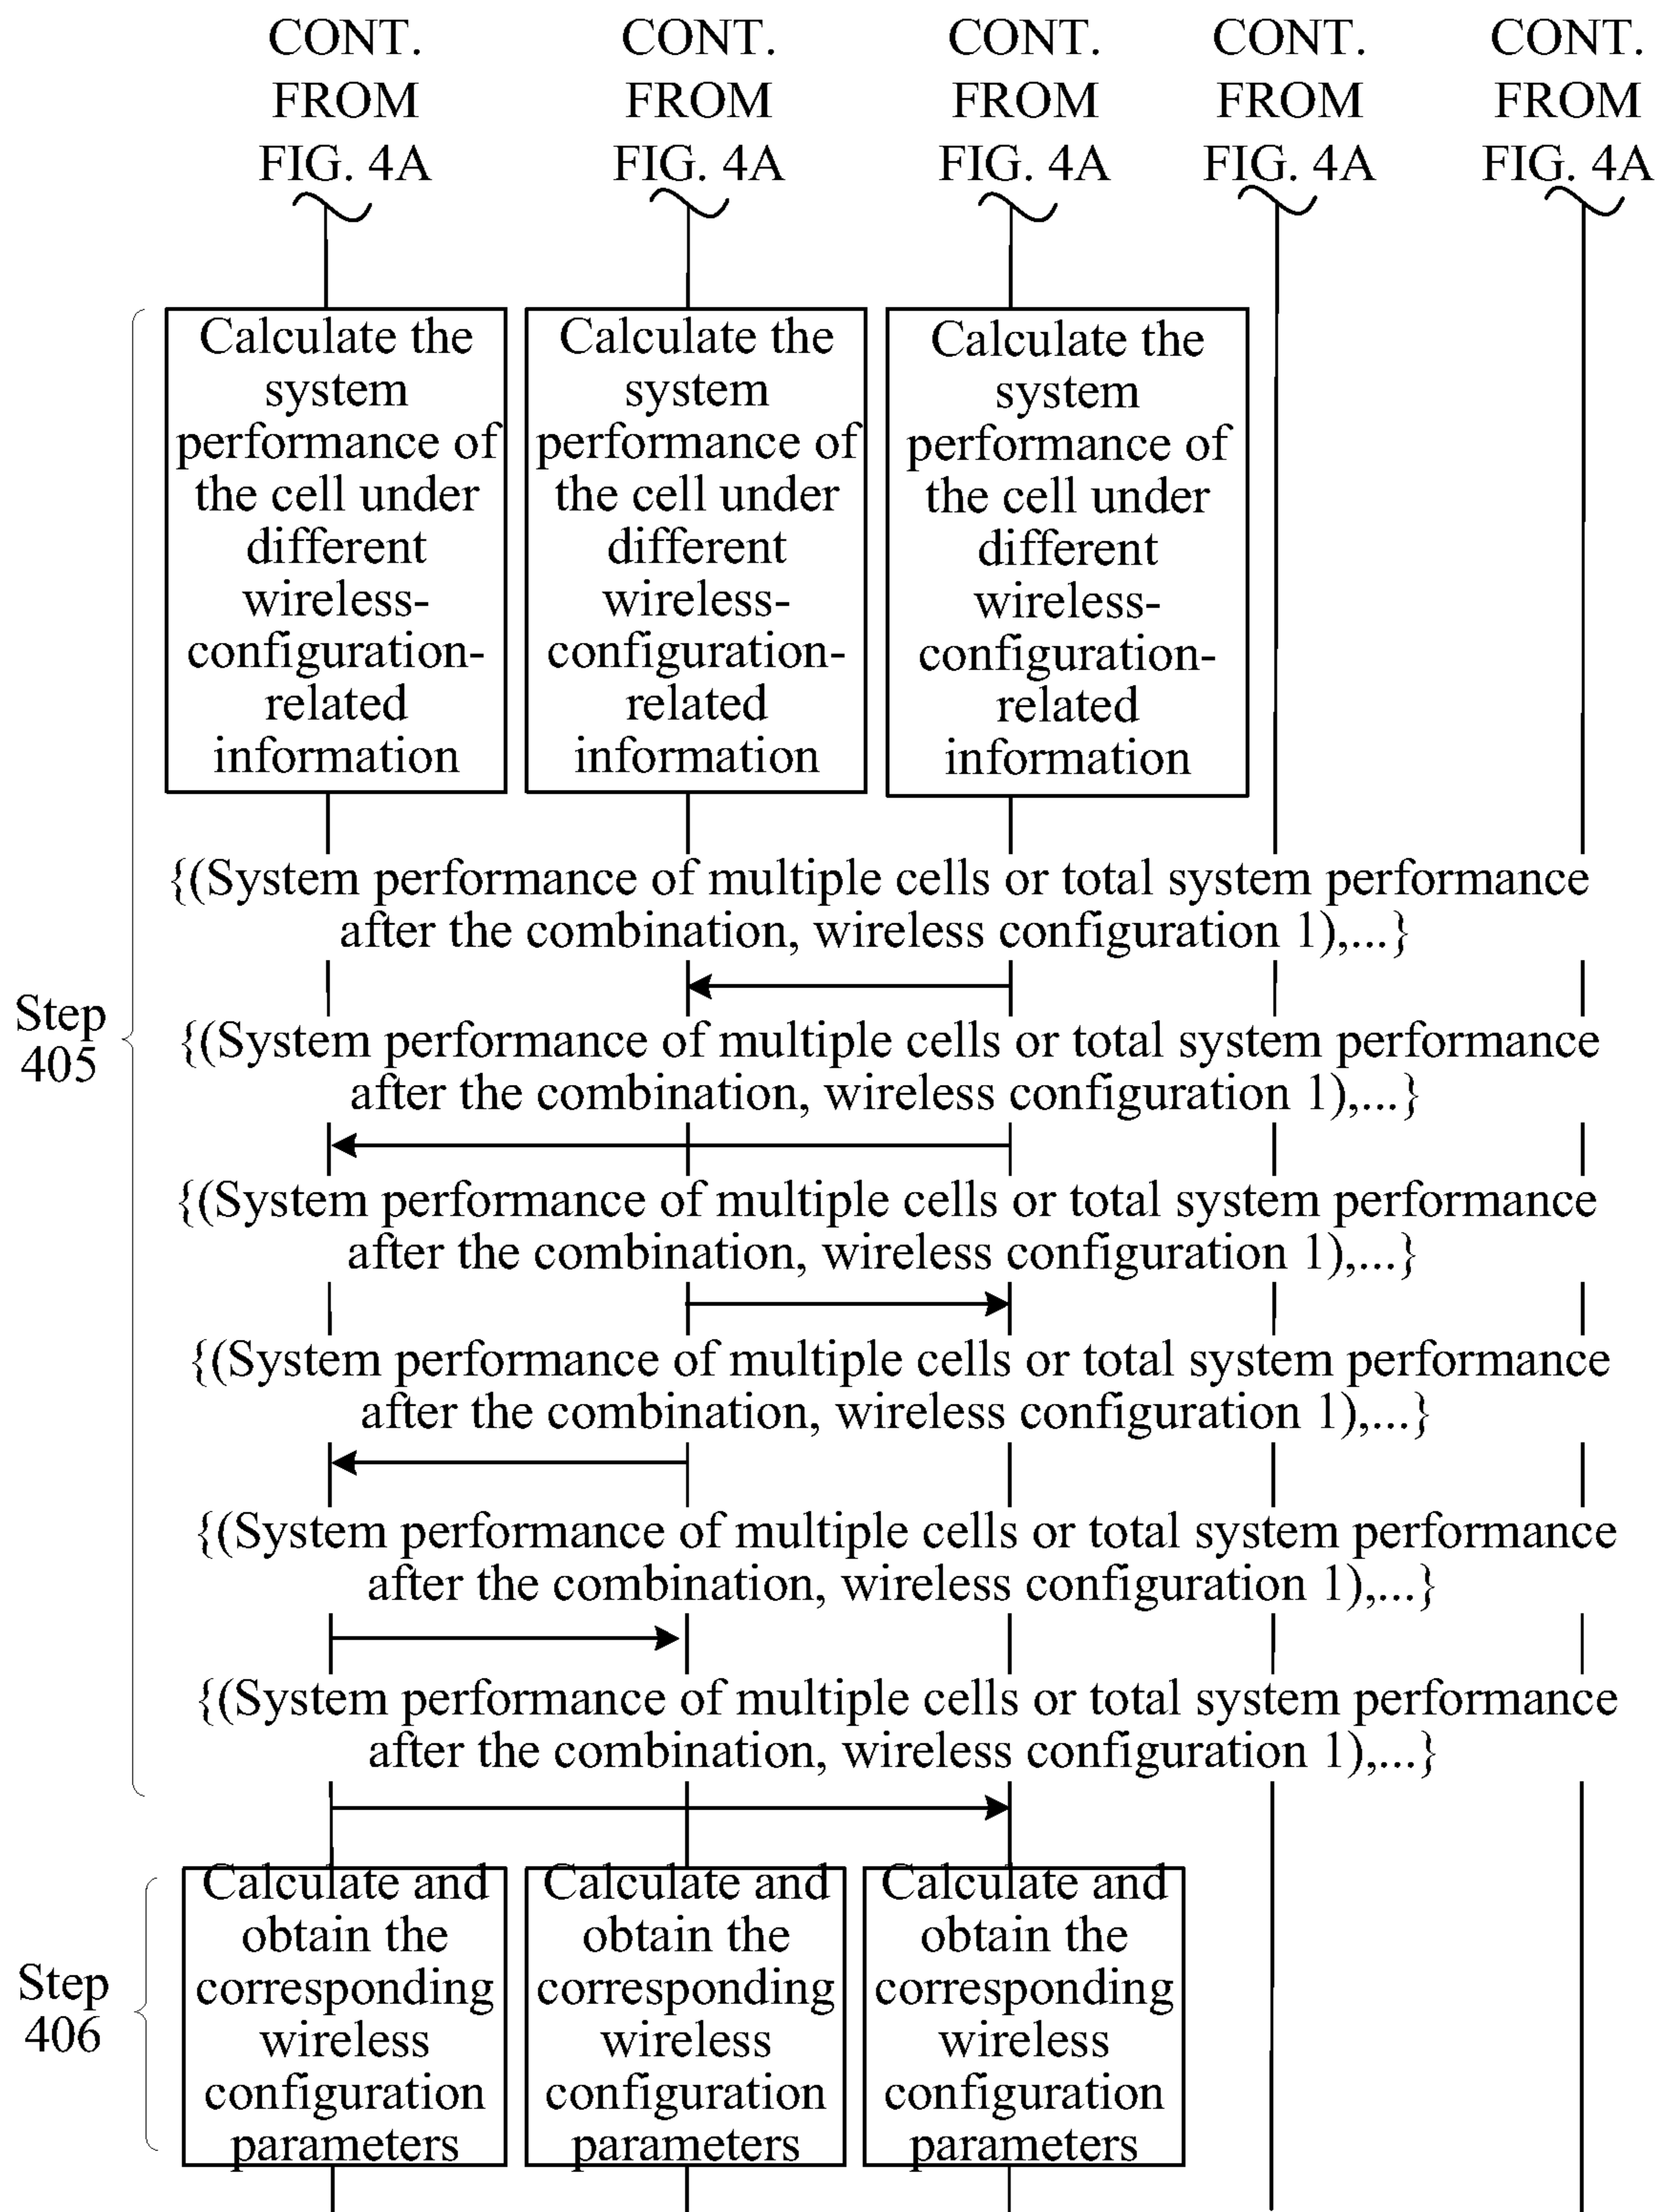 CONT.
FROM
FIG. 4A
CONT.
FROM
FIG. 4A
CONT.
FROM
FIG. 4A
CONT.
FROM
FIG. 4A
CONT.
FROM
FIG. 4A
Step
405
Calculate the
system
performance of
the cell under
different
wireless-
configuration-
related
information
Calculate the
system
performance of
the cell under
different
wireless-
configuration-
related
information
Calculate the
system
performance of
the cell under
different
wireless-
configuration-
related
information
{(System performance of multiple cells or total system performance
after the combination, wireless configuration 1),...}
{(System performance of multiple cells or total system performance
after the combination, wireless configuration 1),...}
{(System performance of multiple cells or total system performance
after the combination, wireless configuration 1),...}
{(System performance of multiple cells or total system performance
after the combination, wireless configuration 1),...}
{(System performance of multiple cells or total system performance
after the combination, wireless configuration 1),...}
{(System performance of multiple cells or total system performance
after the combination, wireless configuration 1),...}
Step
406
Calculate and
obtain the
corresponding
wireless
configuration
parameters
Calculate and
obtain the
corresponding
wireless
configuration
parameters
Calculate and
obtain the
corresponding
wireless
configuration
parameters